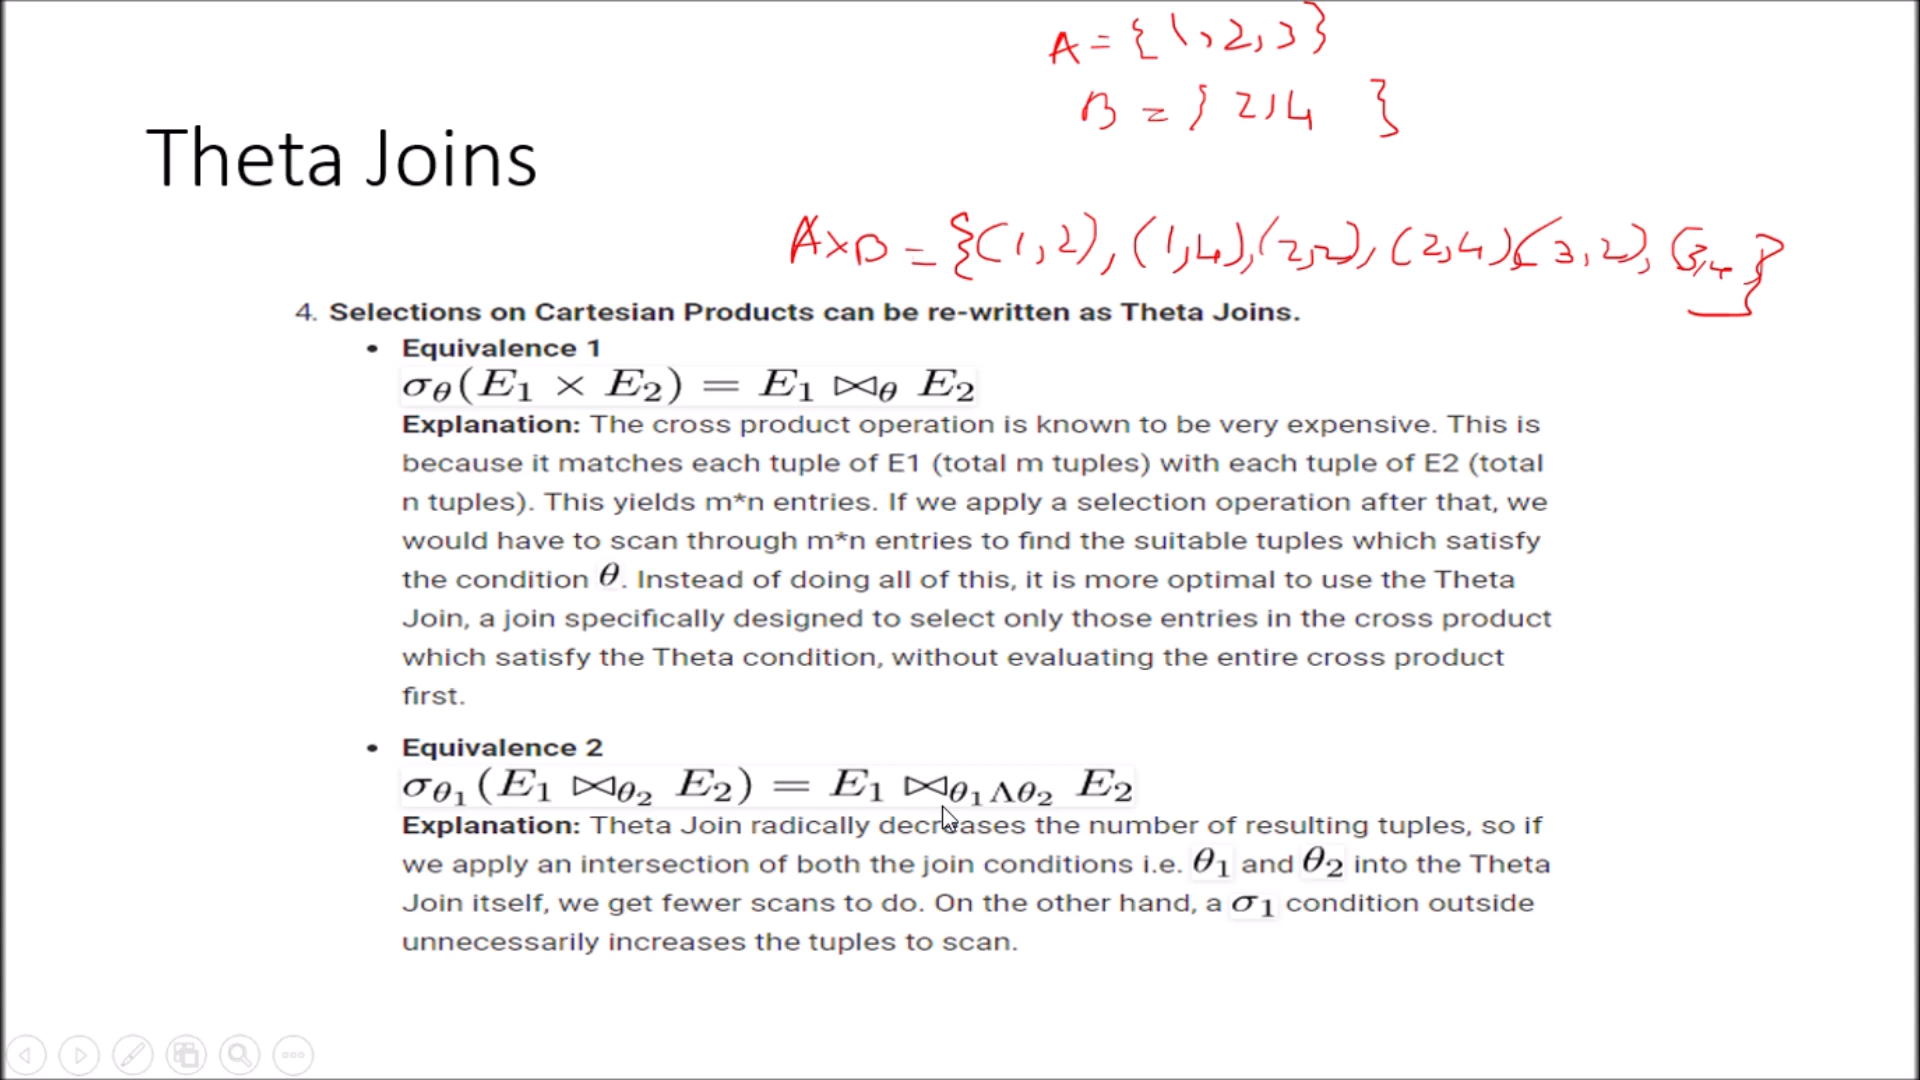 A = {1, 2, 3}
B = { 2, 4 }
Theta Joins
A×B = {(1, 2), (1, 4), (2, 2), (2, 4), (3, 2), (3, 4)}
4. Selections on Cartesian Products can be re-written as Theta Joins.
• Equivalence 1
σθ(E1 × E2) = E1 ⋈θ E2
Explanation: The cross product operation is known to be very expensive. This is
because it matches each tuple of E1 (total m tuples) with each tuple of E2 (total
n tuples). This yields m*n entries. If we apply a selection operation after that, we
would have to scan through m*n entries to find the suitable tuples which satisfy
the condition θ. Instead of doing all of this, it is more optimal to use the Theta
Join, a join specifically designed to select only those entries in the cross product
which satisfy the Theta condition, without evaluating the entire cross product
first.
• Equivalence 2
σθ1(E1 ⋈θ2 E2) = E1 ⋈θ1Λθ2 E2
Explanation: Theta Join radically decreases the number of resulting tuples, so if
we apply an intersection of both the join conditions i.e. θ1 and θ2 into the Theta
Join itself, we get fewer scans to do. On the other hand, a σ1 condition outside
unnecessarily increases the tuples to scan.